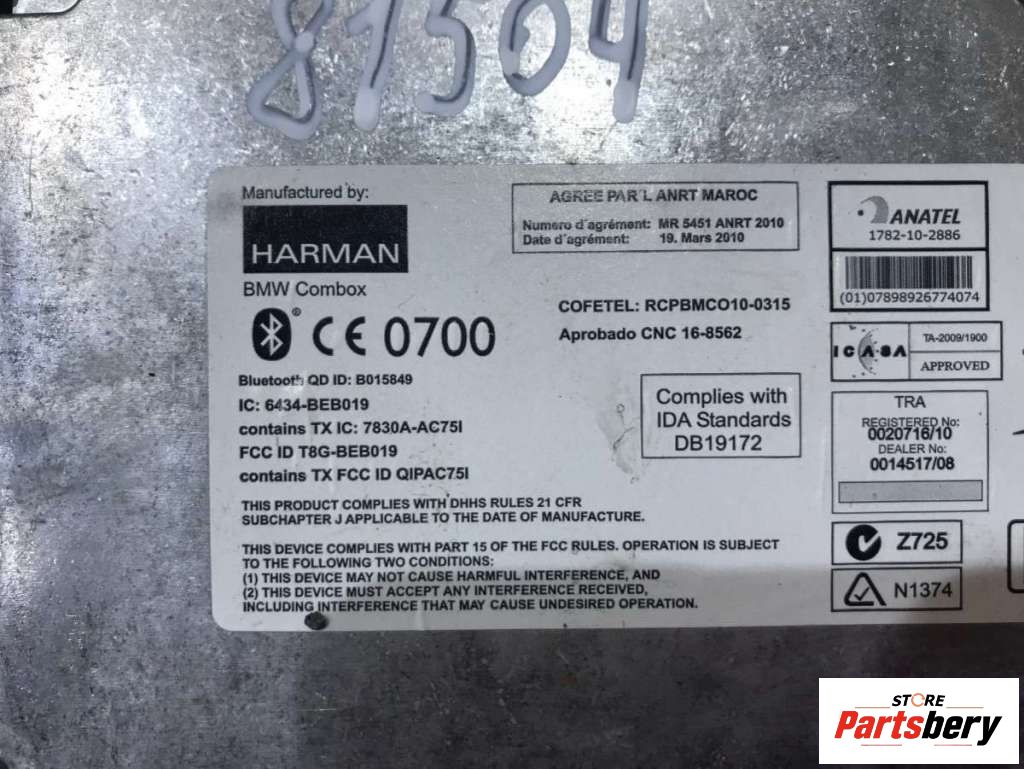 81504
Manufactured by:
HARMAN
BMW Combox
CE 0700
Bluetooth QD ID: B015849
IC: 6434-BEB019
contains TX IC: 7830A-AC75I
FCC ID T8G-BEB019
contains TX FCC ID QIPAC75I
THIS PRODUCT COMPLIES WITH DHHS RULES 21 CFR
SUBCHAPTER J APPLICABLE TO THE DATE OF MANUFACTURE.
THIS DEVICE COMPLIES WITH PART 15 OF THE FCC RULES. OPERATION IS SUBJECT
TO THE FOLLOWING TWO CONDITIONS:
(1) THIS DEVICE MAY NOT CAUSE HARMFUL INTERFERENCE, AND
(2) THIS DEVICE MUST ACCEPT ANY INTERFERENCE RECEIVED,
INCLUDING INTERFERENCE THAT MAY CAUSE UNDESIRED OPERATION.
AGREE PAR'L ANRT MAROC
Numero d'agrément: MR 5451 ANRT 2010
Date d'agrément: 19. Mars 2010
COFETEL: RCPBMCO10-0315
Aprobado CNC 16-8562
Complies with
IDA Standards
DB19172
ANATEL
1782-10-2886
(01)07898926774074
ICASA
TA-2009/1900
APPROVED
TRA
REGISTERED No:
0020716/10
DEALER No:
0014517/08
Z725
N1374
STORE
Partsbery